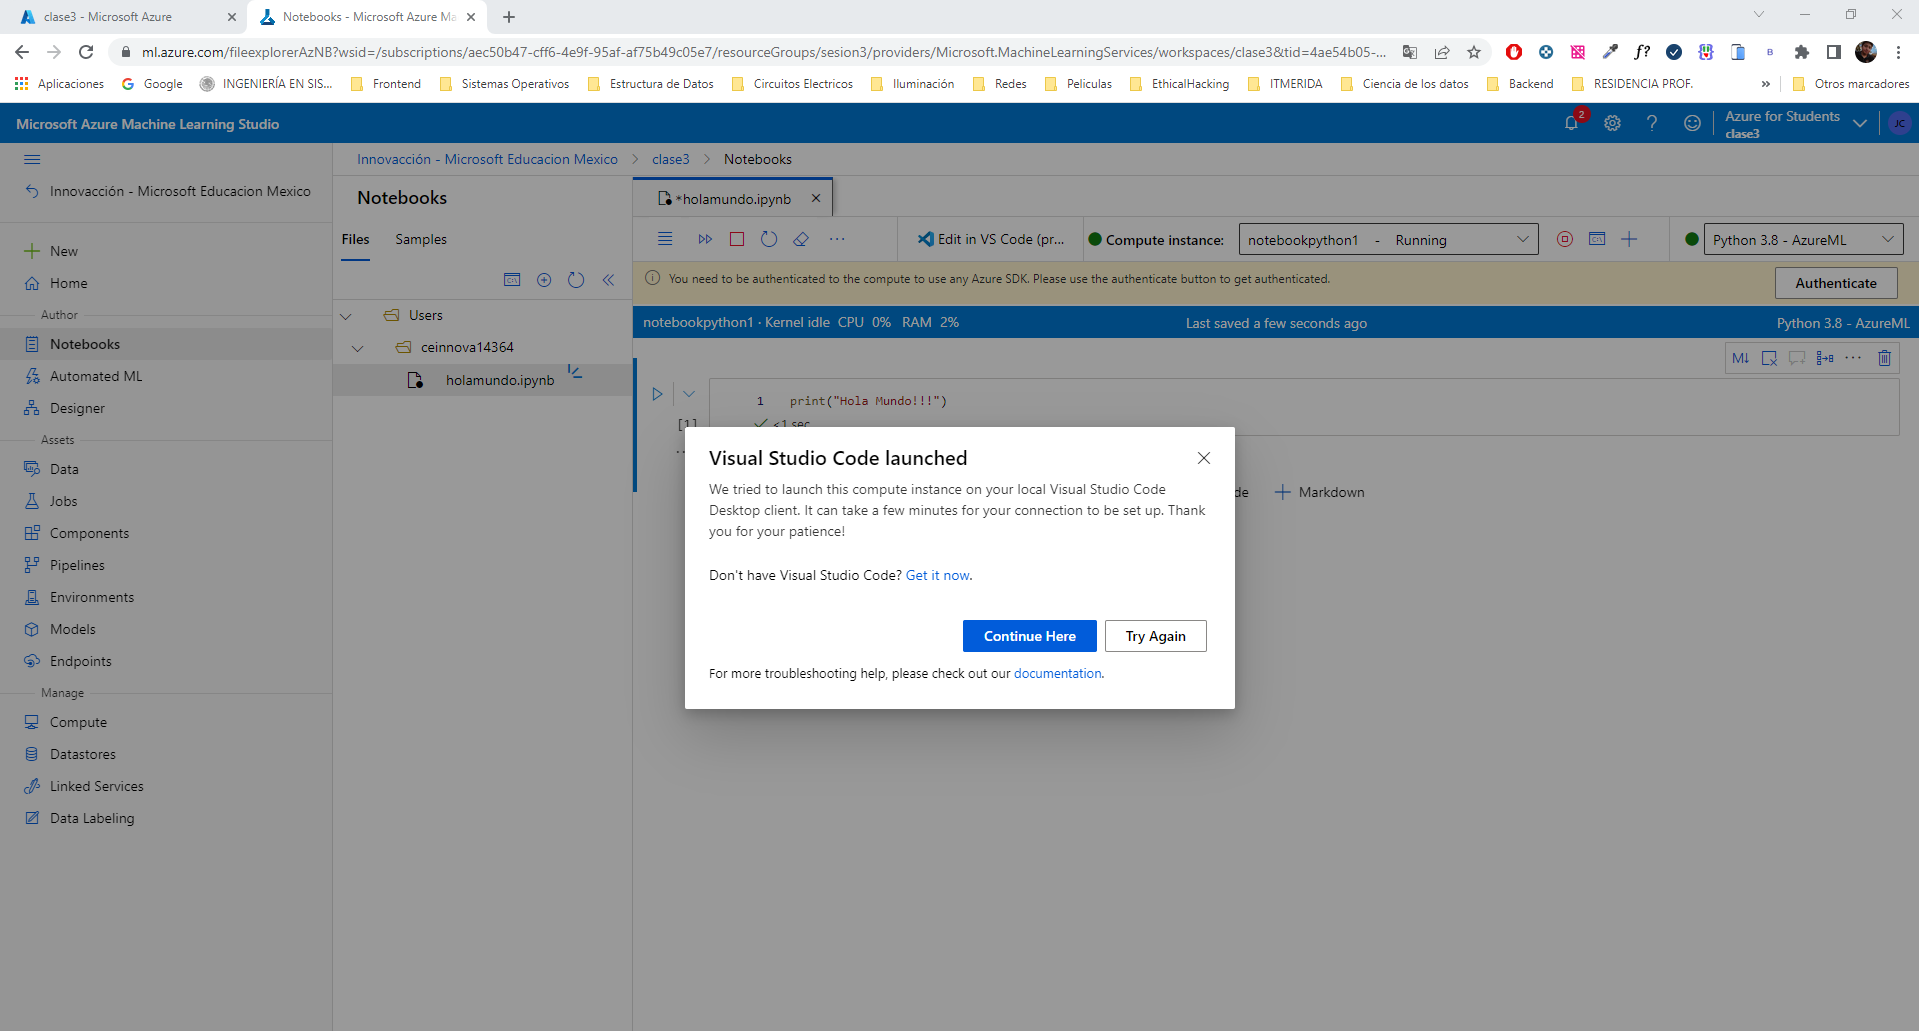 clase3 - Microsoft Azure
Notebooks - Microsoft Azure Ma
ml.azure.com/fileexplorerAzNB?wsid=/subscriptions/aec50b47-cff6-4e9f-95af-af75b49c05e7/resourceGroups/sesion3/providers/Microsoft.MachineLearningServices/workspaces/clase3&tid=4ae54b05-...
f?
B
Aplicaciones
Google
INGENIERÍA EN SIS...
Frontend
Sistemas Operativos
Estructura de Datos
Circuitos Electricos
Iluminación
Redes
Peliculas
EthicalHacking
ITMERIDA
Ciencia de los datos
Backend
RESIDENCIA PROF.
»
Otros marcadores
Microsoft Azure Machine Learning Studio
2
Azure for Students
clase3
JC
Innovacción - Microsoft Educacion Mexico
New
Home
Author
Notebooks
Automated ML
Designer
Assets
Data
Jobs
Components
Pipelines
Environments
Models
Endpoints
Manage
Compute
Datastores
Linked Services
Data Labeling
Innovacción - Microsoft Educacion Mexico > clase3 > Notebooks
Notebooks
Files
Samples
Users
ceinnova14364
holamundo.ipynb
*holamundo.ipynb
Edit in VS Code (pr...
Compute instance:
notebookpython1 - Running
Python 3.8 - AzureML
You need to be authenticated to the compute to use any Azure SDK. Please use the authenticate button to get authenticated.
Authenticate
notebookpython1 · Kernel idle CPU 0% RAM 2%
Last saved a few seconds ago
Python 3.8 - AzureML
M↓
1 print("Hola Mundo!!!")
[1]
<1 sec
de
Markdown
Visual Studio Code launched
We tried to launch this compute instance on your local Visual Studio Code
Desktop client. It can take a few minutes for your connection to be set up. Thank
you for your patience!
Don't have Visual Studio Code? Get it now.
Continue Here
Try Again
For more troubleshooting help, please check out our documentation.